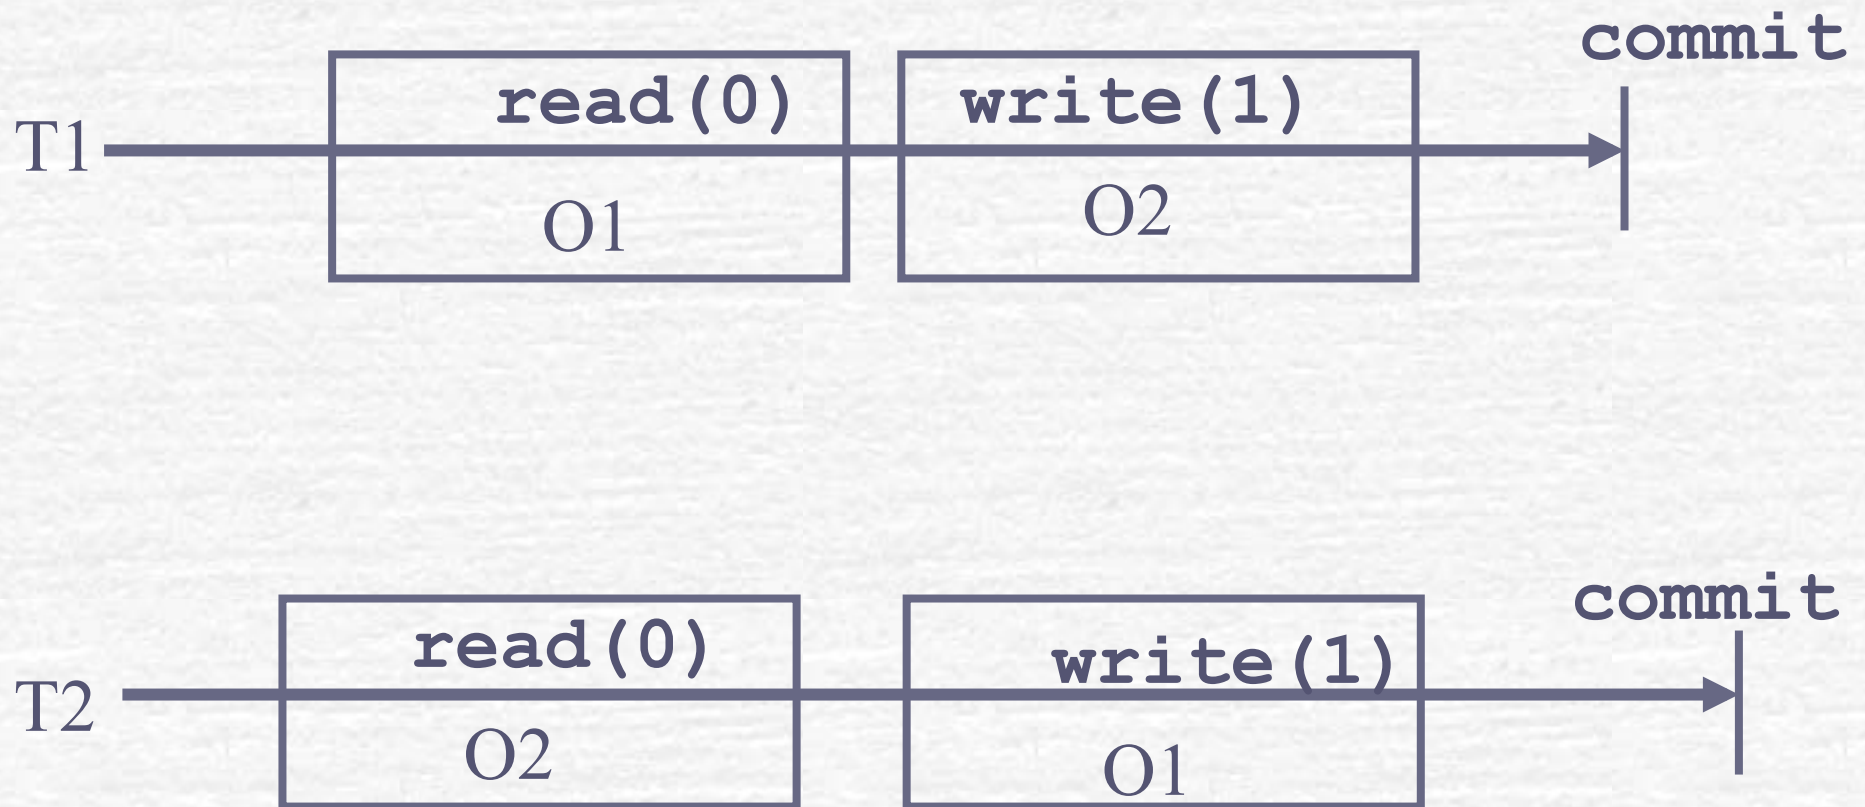 commit
read(0) write(1)
T1
O1 O2
commit
read(0) write(1)
T2
O2 O1